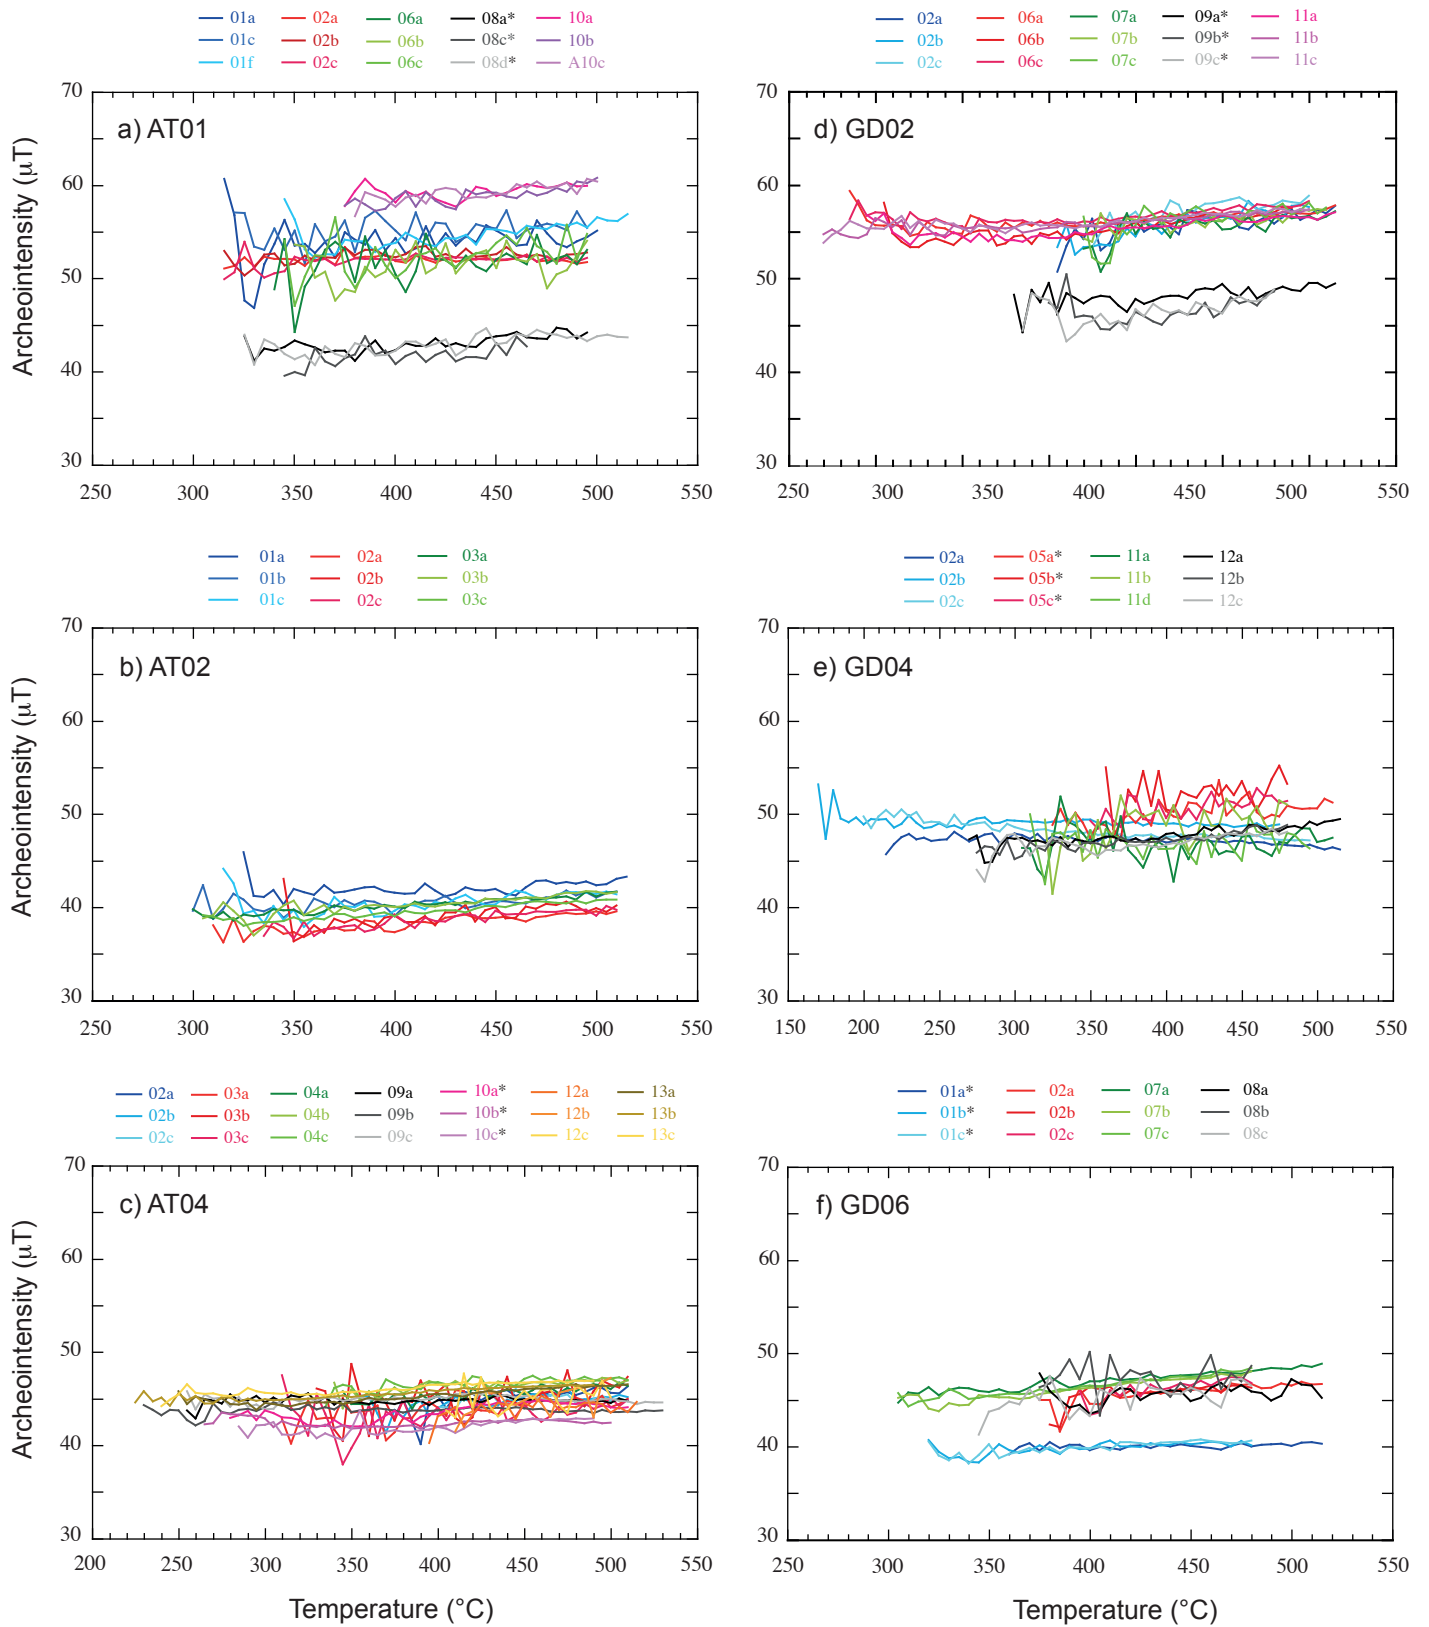 01a 02a 06a 08a* 10a
01c 02b 06b 08c* 10b
01f 02c 06c 08d* A10c
a) AT01
Archeointensity (μT)
70
60
50
40
30
250 300 350 400 450 500 550
02a 06a 07a 09a* 11a
02b 06b 07b 09b* 11b
02c 06c 07c 09c* 11c
d) GD02
70
60
50
40
30
250 300 350 400 450 500 550
01a 02a 03a
01b 02b 03b
01c 02c 03c
b) AT02
Archeointensity (μT)
70
60
50
40
30
250 300 350 400 450 500 550
02a 05a* 11a 12a
02b 05b* 11b 12b
02c 05c* 11d 12c
e) GD04
70
60
50
40
30
150 200 250 300 350 400 450 500 550
02a 03a 04a 09a 10a* 12a 13a
02b 03b 04b 09b 10b* 12b 13b
02c 03c 04c 09c 10c* 12c 13c
c) AT04
Archeointensity (μT)
70
60
50
40
30
200 250 300 350 400 450 500 550
Temperature (°C)
01a* 02a 07a 08a
01b* 02b 07b 08b
01c* 02c 07c 08c
f) GD06
70
60
50
40
30
250 300 350 400 450 500 550
Temperature (°C)